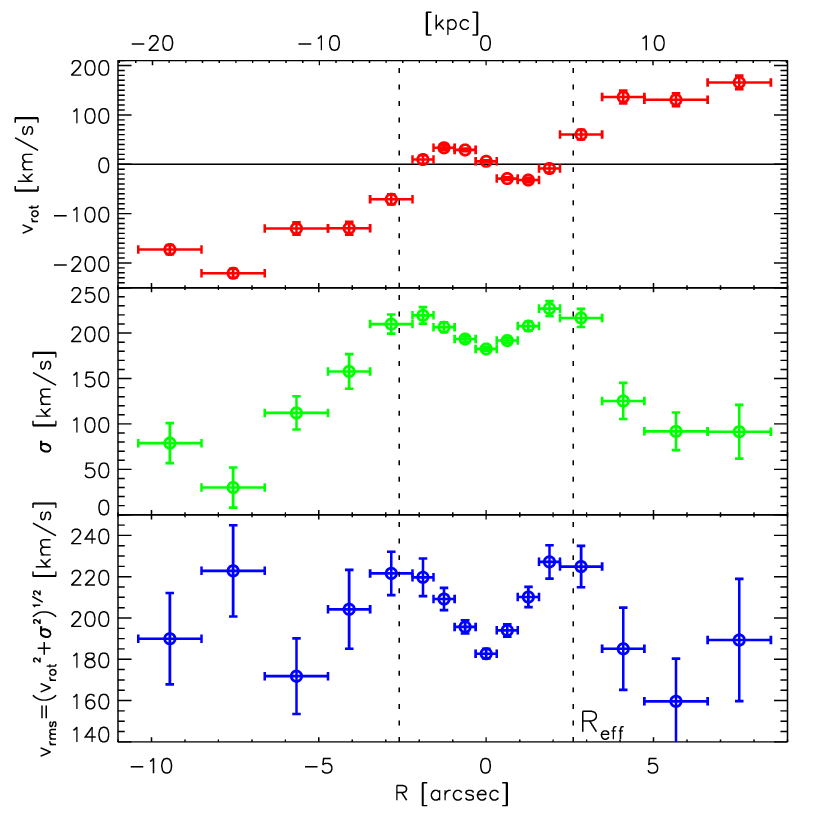 [kpc]
−20 −10 0 10
200
100
0
−100
−200
v_rot [km/s]
250
200
150
100
50
0
σ [km/s]
240
220
200
180
160
140
v_rms=(v_rot²+σ²)^1/2 [km/s]
R_eff
−10 −5 0 5
R [arcsec]